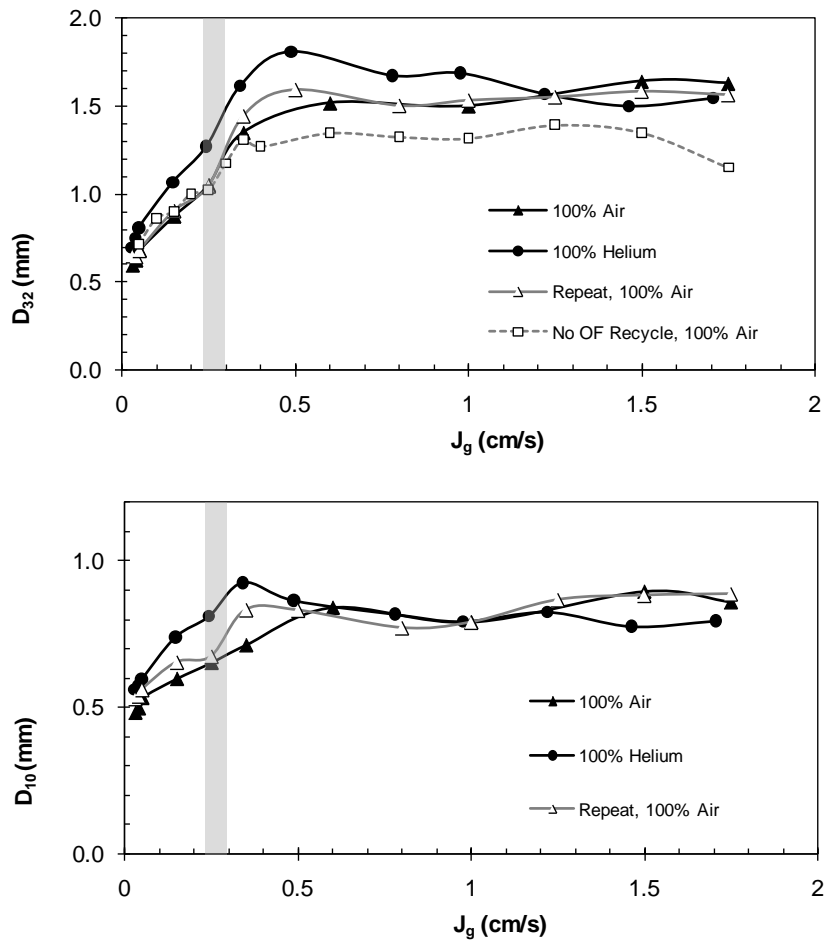 2.0
1.5
1.0
0.5
0.0
D32 (mm)
100% Air
100% Helium
Repeat, 100% Air
No OF Recycle, 100% Air
0 0.5 1 1.5 2
Jg (cm/s)
1.0
0.5
0.0
D10 (mm)
100% Air
100% Helium
Repeat, 100% Air
0 0.5 1 1.5 2
Jg (cm/s)